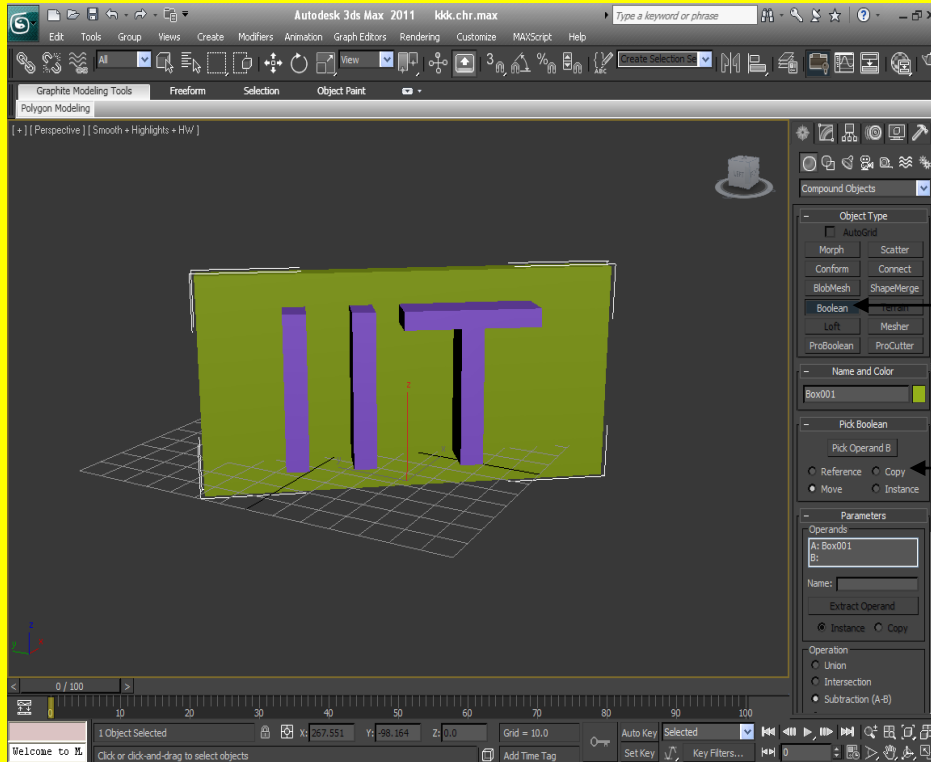 Autodesk 3ds Max 2011 kkk.chr.max
Type a keyword or phrase
Edit Tools Group Views Create Modifiers Animation Graph Editors Rendering Customize MAXScript Help
All View Create Selection Se
Graphite Modeling Tools Freeform Selection Object Paint
Polygon Modeling
[ + ] [ Perspective ] [ Smooth + Highlights + HW ]
Compound Objects
- Object Type
AutoGrid
Morph Scatter
Conform Connect
BlobMesh ShapeMerge
Boolean Terrain
Loft Mesher
ProBoolean ProCutter
- Name and Color
Box001
- Pick Boolean
Pick Operand B
Reference Copy
Move Instance
- Parameters
Operands
A: Box001
B:
Name:
Extract Operand
Instance Copy
Operation
Union
Intersection
Subtraction (A-B)
IIT
z
z
y
< 0 / 100 >
0 10 20 30 40 50 60 70 80 90 100
1 Object Selected X: 267.551 Y: -98.164 Z: 0.0 Grid = 10.0 Auto Key Selected
Welcome to M Click or click-and-drag to select objects Add Time Tag Set Key Key Filters... 0